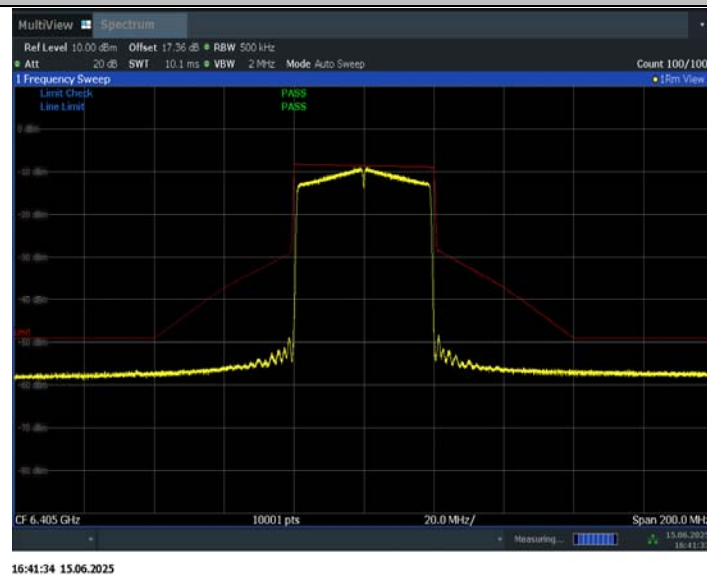 MultiView Spectrum
Ref Level 10.00 dBm Offset 17.36 dB RBW 500 kHz
Att 20 dB SWT 10.1 ms VBW 2 MHz Mode Auto Sweep Count 100/100
1 Frequency Sweep 1Rm View
Limit Check PASS
Line Limit PASS
0 dBm
-10 dBm
-20 dBm
-30 dBm
-40 dBm
-50 dBm
-60 dBm
-70 dBm
-80 dBm
CF 6.405 GHz 10001 pts 20.0 MHz/ Span 200.0 MHz
Measuring... 15.06.2025
16:41:34 15.06.2025